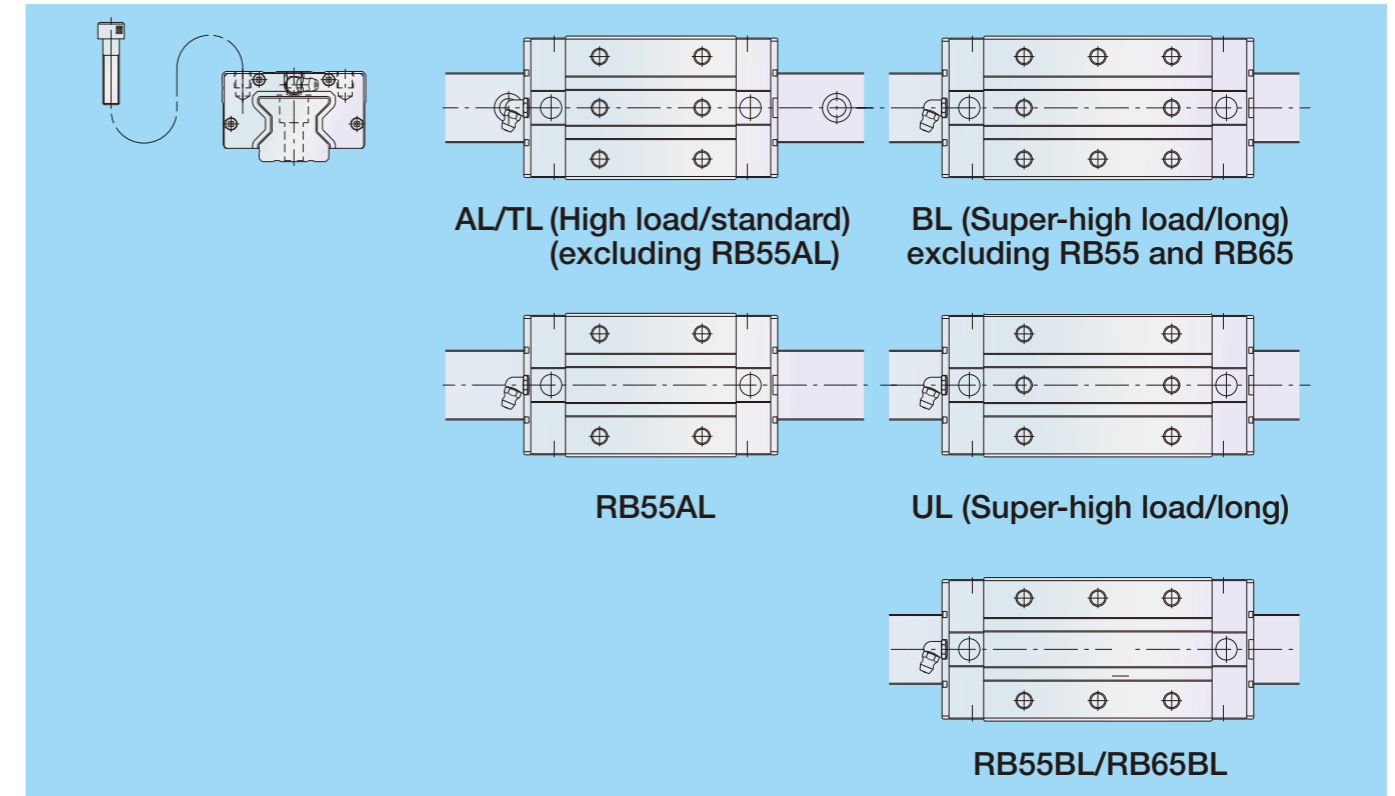 AL/TL (High load/standard)
(excluding RB55AL)
BL (Super-high load/long)
excluding RB55 and RB65
RB55AL
UL (Super-high load/long)
RB55BL/RB65BL